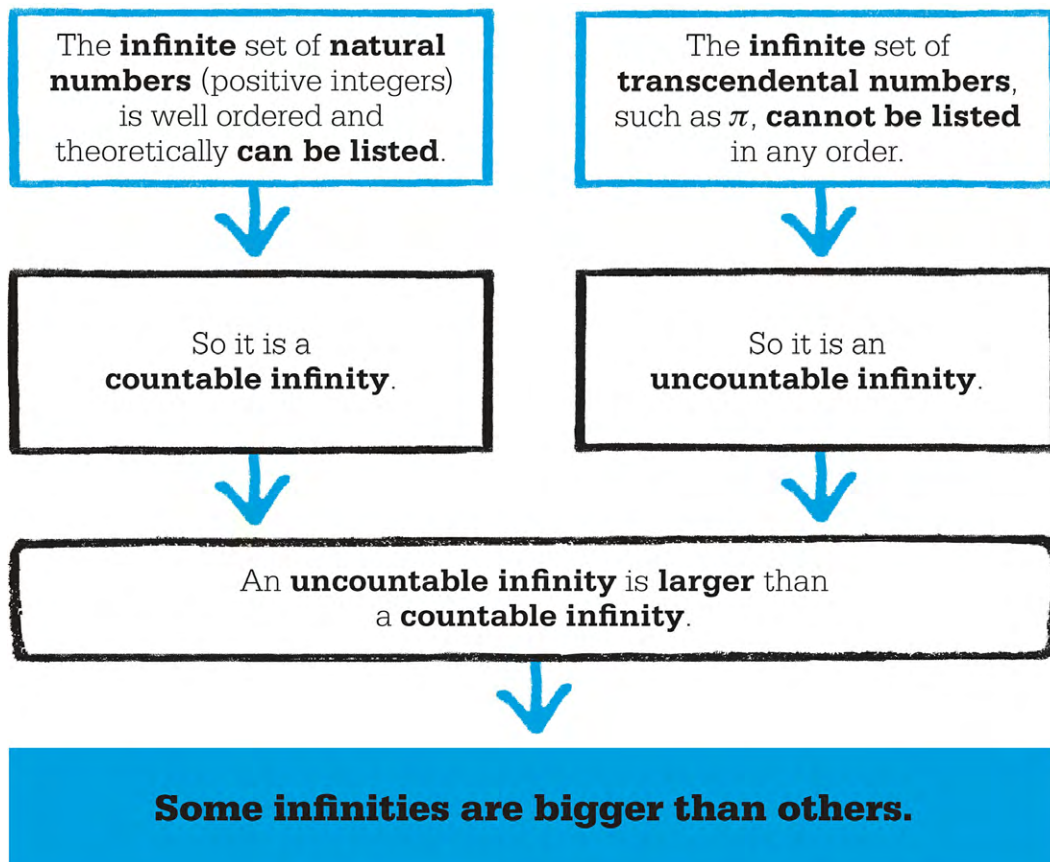 The infinite set of natural
numbers (positive integers)
is well ordered and
theoretically can be listed.
The infinite set of
transcendental numbers,
such as π, cannot be listed
in any order.
So it is a
countable infinity.
So it is an
uncountable infinity.
An uncountable infinity is larger than
a countable infinity.
Some infinities are bigger than others.